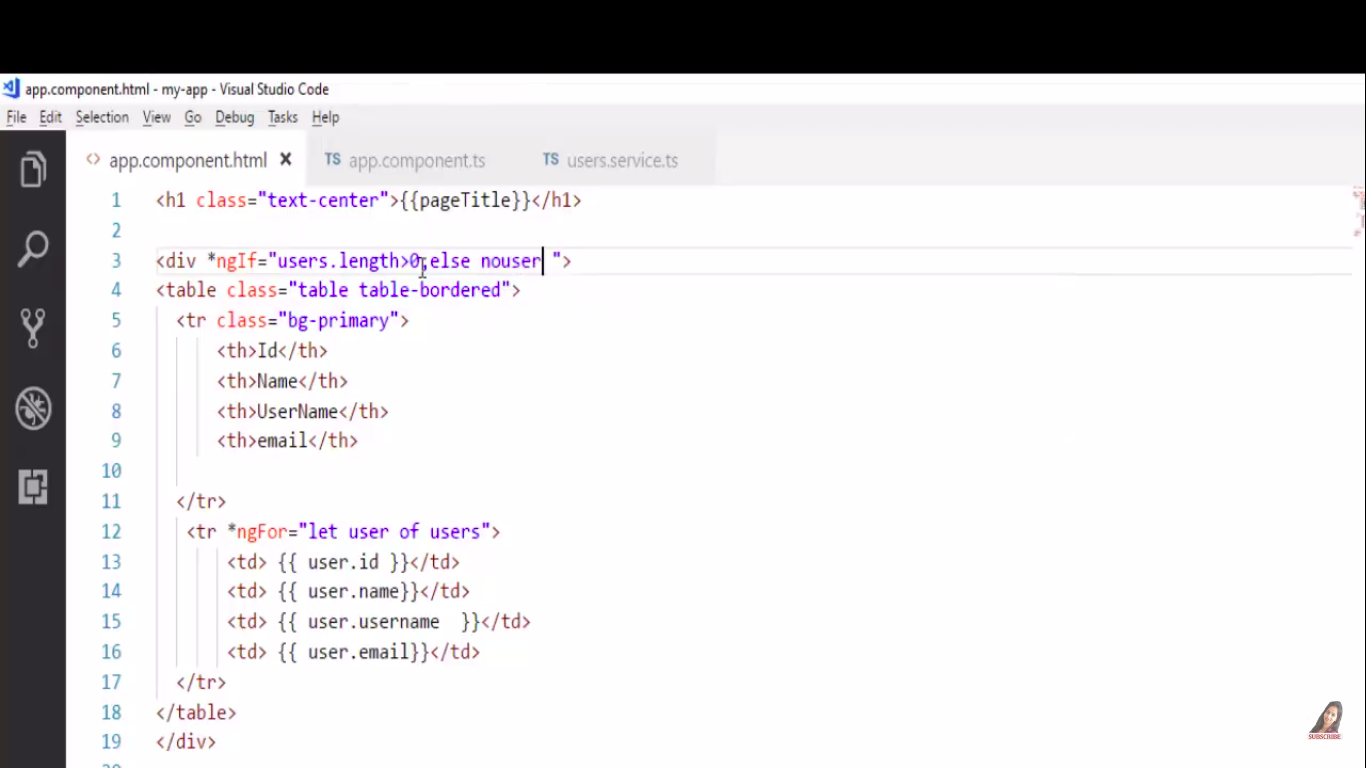 app.component.html - my-app - Visual Studio Code
File Edit Selection View Go Debug Tasks Help
<> app.component.html × TS app.component.ts TS users.service.ts
1 <h1 class="text-center">{{pageTitle}}</h1>
2
3 <div *ngIf="users.length>0;else nouser ">
4 <table class="table table-bordered">
5 <tr class="bg-primary">
6 <th>Id</th>
7 <th>Name</th>
8 <th>UserName</th>
9 <th>email</th>
10
11 </tr>
12 <tr *ngFor="let user of users">
13 <td> {{ user.id }}</td>
14 <td> {{ user.name}}</td>
15 <td> {{ user.username  }}</td>
16 <td> {{ user.email}}</td>
17 </tr>
18 </table>
19 </div>
SUBSCRIBE